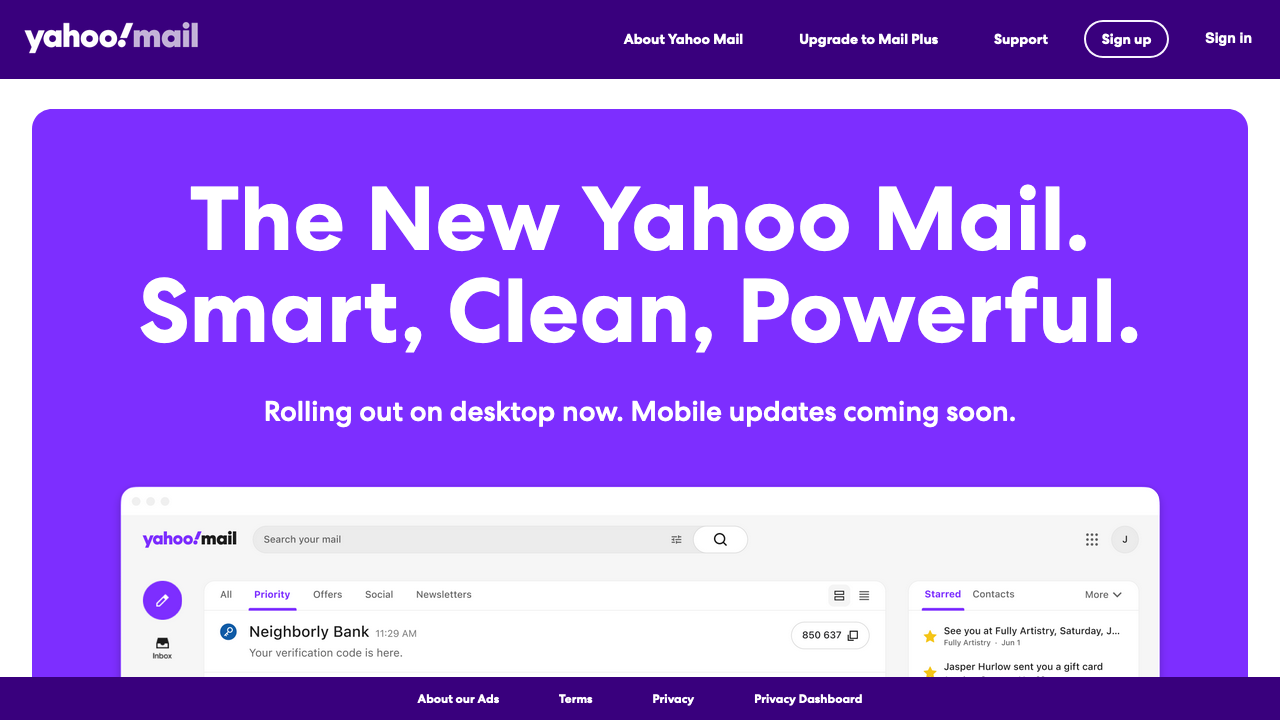 yahoo!mail
About Yahoo Mail
Upgrade to Mail Plus
Support
Sign up
Sign in
The New Yahoo Mail.
Smart, Clean, Powerful.
Rolling out on desktop now. Mobile updates coming soon.
yahoo!mail
Search your mail
J
All
Priority
Offers
Social
Newsletters
Starred
Contacts
More
Neighborly Bank 11:29 AM
Your verification code is here.
850 637
Inbox
See you at Fully Artistry, Saturday, J...
Fully Artistry - Jun 1
Jasper Hurlow sent you a gift card
About our Ads
Terms
Privacy
Privacy Dashboard